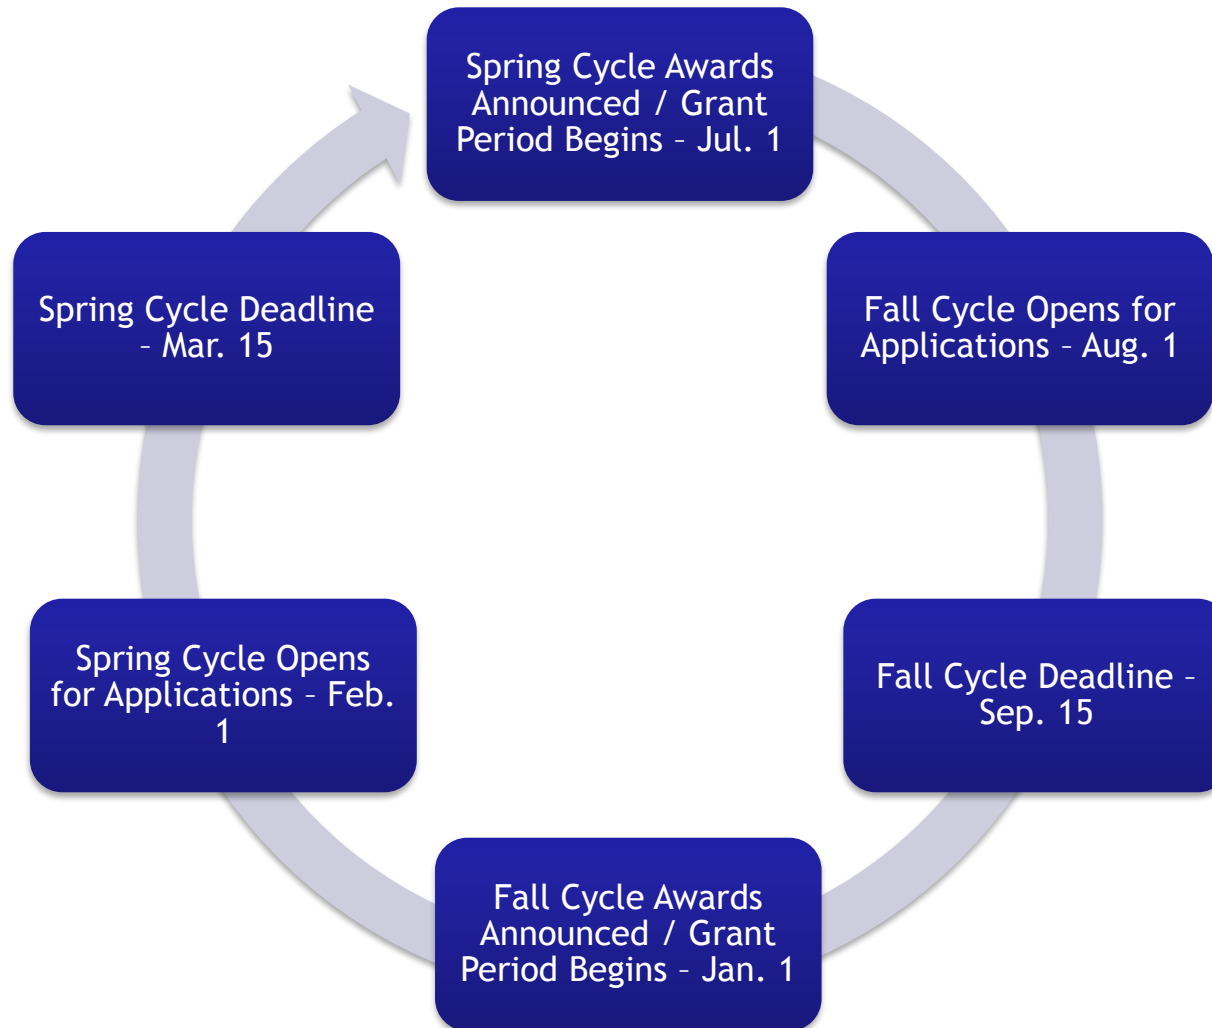 Spring Cycle Awards
Announced / Grant
Period Begins – Jul. 1
Fall Cycle Opens for
Applications – Aug. 1
Fall Cycle Deadline –
Sep. 15
Fall Cycle Awards
Announced / Grant
Period Begins – Jan. 1
Spring Cycle Opens
for Applications – Feb.
1
Spring Cycle Deadline
– Mar. 15